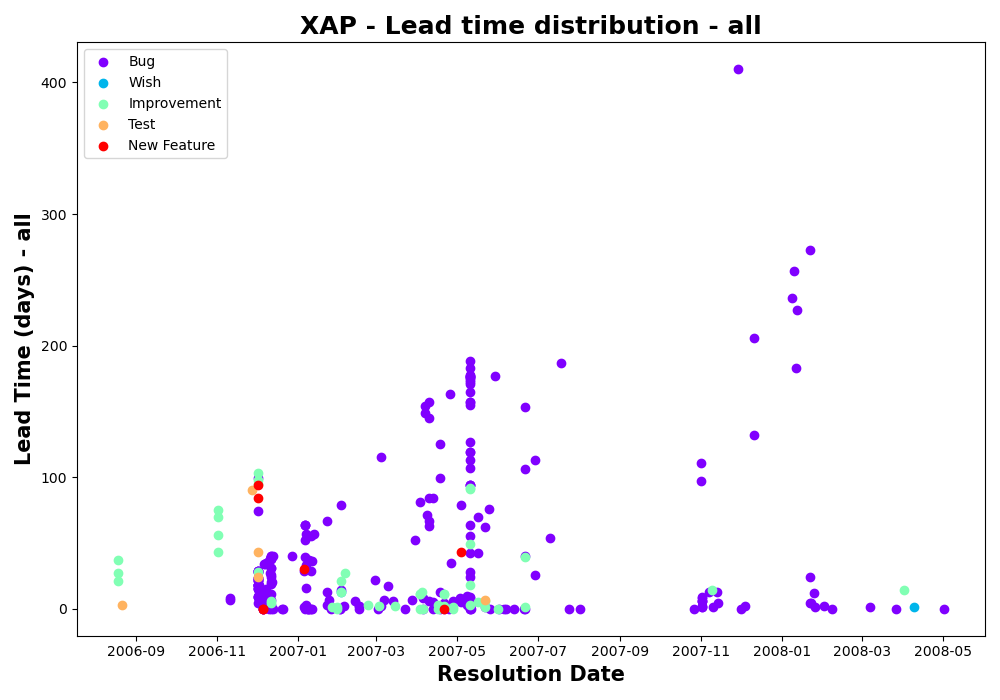 XAP - Lead time distribution - all
Bug
Wish
Improvement
Test
New Feature
Lead Time (days) - all
400
300
200
100
0
2006-09 2006-11 2007-01 2007-03 2007-05 2007-07 2007-09 2007-11 2008-01 2008-03 2008-05
Resolution Date